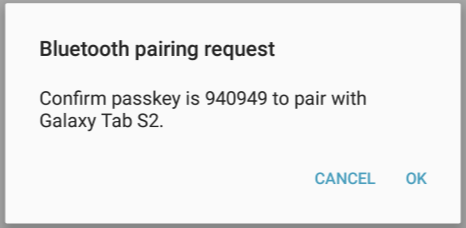 Bluetooth pairing request
Confirm passkey is 940949 to pair with
Galaxy Tab S2.
CANCEL OK